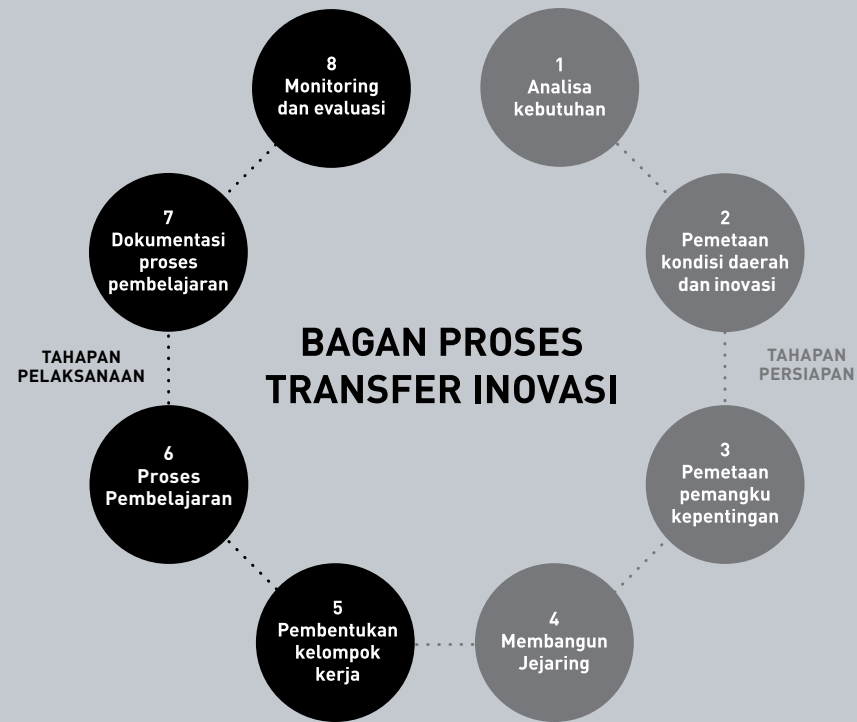 BAGAN PROSES
TRANSFER INOVASI
TAHAPAN
PERSIAPAN
1
Analisa
kebutuhan
2
Pemetaan
kondisi daerah
dan inovasi
3
Pemetaan
pemangku
kepentingan
4
Membangun
Jejaring
TAHAPAN
PELAKSANAAN
5
Pembentukan
kelompok
kerja
6
Proses
Pembelajaran
7
Dokumentasi
proses
pembelajaran
8
Monitoring
dan evaluasi